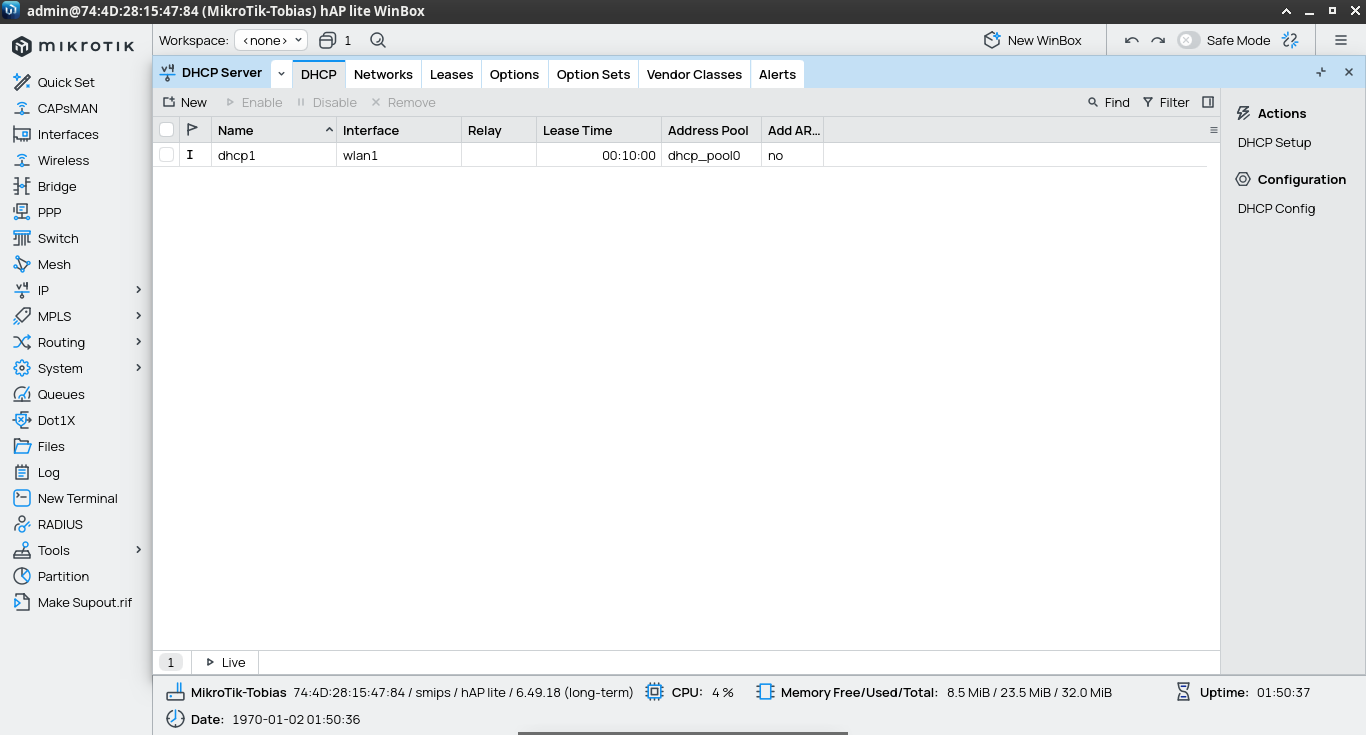 admin@74:4D:28:15:47:84 (MikroTik-Tobias) hAP lite WinBox
MIKROTIK
Workspace: <none> 1 New WinBox Safe Mode
Quick Set
CAPsMAN
Interfaces
Wireless
Bridge
PPP
Switch
Mesh
IP
MPLS
Routing
System
Queues
Dot1X
Files
Log
New Terminal
RADIUS
Tools
Partition
Make Supout.rif
v4 DHCP Server DHCP Networks Leases Options Option Sets Vendor Classes Alerts
New Enable Disable Remove Find Filter
Name Interface Relay Lease Time Address Pool Add AR...
I dhcp1 wlan1 00:10:00 dhcp_pool0 no
Actions
DHCP Setup
Configuration
DHCP Config
1 Live
MikroTik-Tobias 74:4D:28:15:47:84 / smips / hAP lite / 6.49.18 (long-term) CPU: 4 % Memory Free/Used/Total: 8.5 MiB / 23.5 MiB / 32.0 MiB Uptime: 01:50:37
Date: 1970-01-02 01:50:36